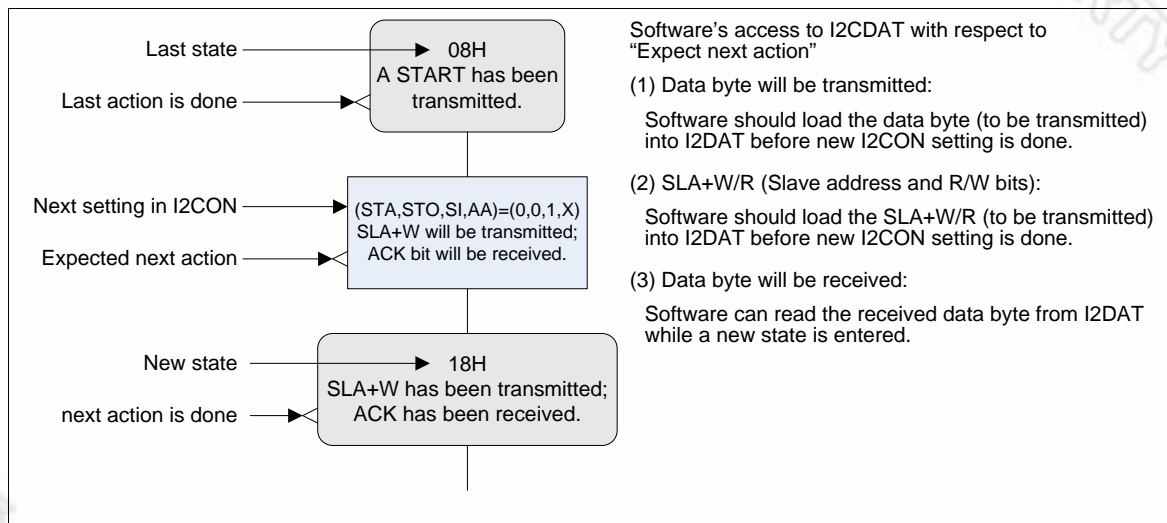 Last state
08H
A START has been
transmitted.
Last action is done
Next setting in I2CON
(STA,STO,SI,AA)=(0,0,1,X)
SLA+W will be transmitted;
ACK bit will be received.
Expected next action
New state
18H
SLA+W has been transmitted;
ACK has been received.
next action is done
Software's access to I2CDAT with respect to
“Expect next action”
(1) Data byte will be transmitted:
Software should load the data byte (to be transmitted)
into I2DAT before new I2CON setting is done.
(2) SLA+W/R (Slave address and R/W bits):
Software should load the SLA+W/R (to be transmitted)
into I2DAT before new I2CON setting is done.
(3) Data byte will be received:
Software can read the received data byte from I2DAT
while a new state is entered.